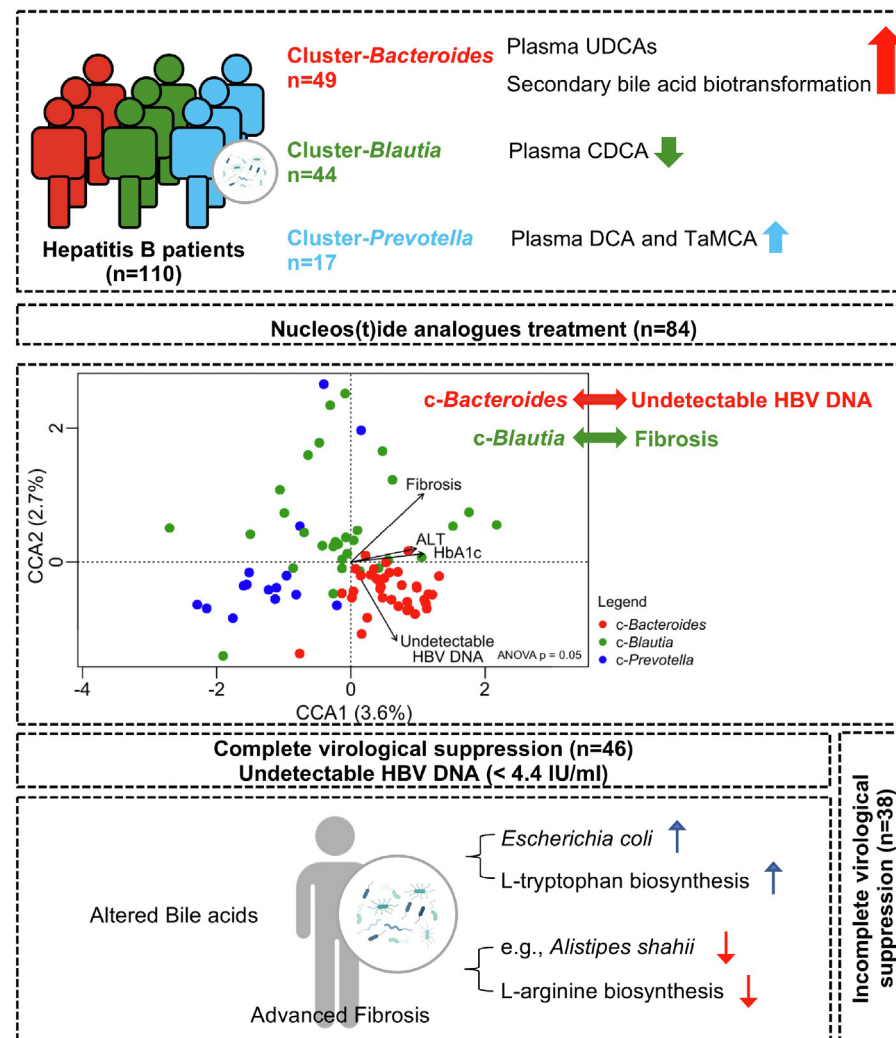 Cluster-Bacteroides
n=49
Plasma UDCAs
Secondary bile acid biotransformation
Cluster-Blautia
n=44
Plasma CDCA
Cluster-Prevotella
n=17
Plasma DCA and TaMCA
Hepatitis B patients
(n=110)
Nucleos(t)ide analogues treatment (n=84)
c-Bacteroides
Undetectable HBV DNA
c-Blautia
Fibrosis
CCA2 (2.7%)
2
0
Fibrosis
ALT
HbA1c
Undetectable
HBV DNA
ANOVA p = 0.05
Legend
c-Bacteroides
c-Blautia
c-Prevotella
-4
-2
0
2
CCA1 (3.6%)
Complete virological suppression (n=46)
Undetectable HBV DNA (< 4.4 IU/ml)
Incomplete virological
suppression (n=38)
Altered Bile acids
Advanced Fibrosis
Escherichia coli
L-tryptophan biosynthesis
e.g., Alistipes shahii
L-arginine biosynthesis